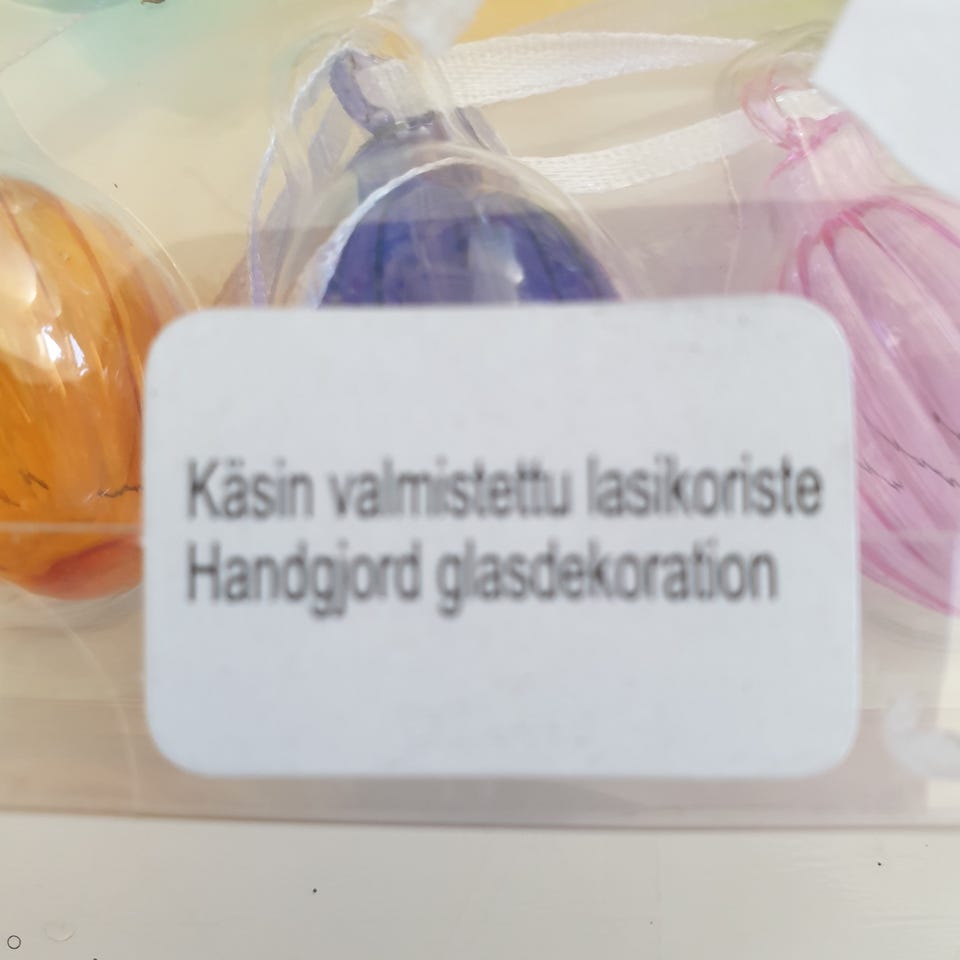 Käsin valmistettu lasikoriste
Handgjord glasdekoration